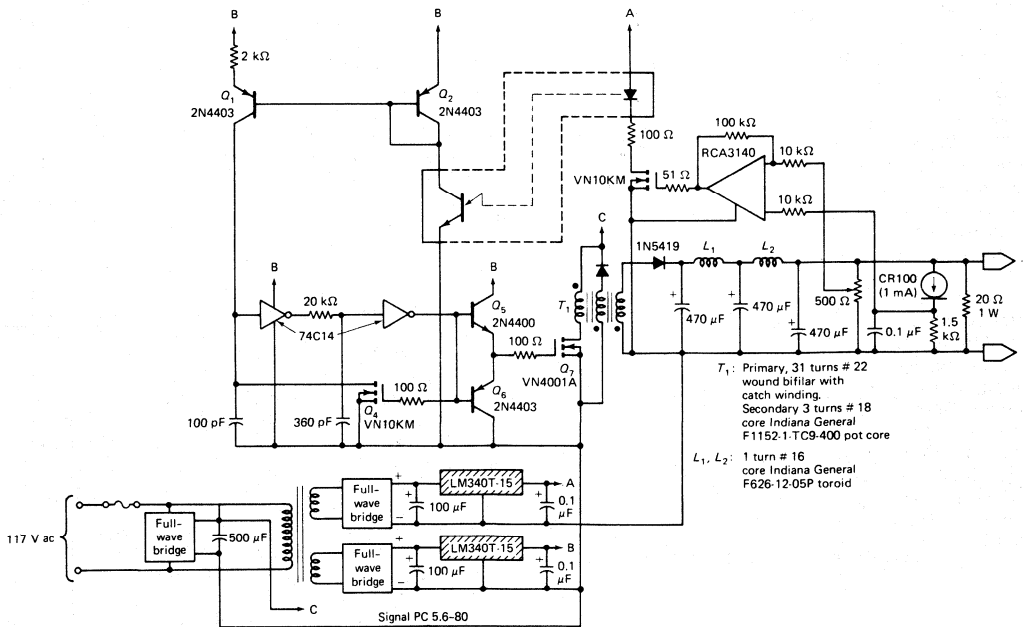 B
B
A
2 kΩ
Q1
2N4403
Q2
2N4403
100 Ω
100 kΩ
RCA3140
10 kΩ
VN10KM
51 Ω
10 kΩ
C
1N5419
L1
L2
B
B
20 kΩ
74C14
Q5
2N4400
T1
+
470 μF
+
470 μF
+
470 μF
500 Ω
CR100
(1 mA)
0.1 μF
1.5
kΩ
20 Ω
1 W
100 Ω
Q7
VN4001A
100 Ω
Q4
VN10KM
Q6
2N4403
100 pF
360 pF
T1: Primary, 31 turns # 22
wound bifilar with
catch winding.
Secondary 3 turns # 18
core Indiana General
F1152-1-TC9-400 pot core
L1, L2: 1 turn # 16
core Indiana General
F626-12-05P toroid
117 V ac
Full-
wave
bridge
+
500 μF
Full-
wave
bridge
+
−
+
100 μF
LM340T-15
+
0.1
μF
A
Full-
wave
bridge
+
−
+
100 μF
LM340T-15
+
0.1
μF
B
C
Signal PC 5.6-80